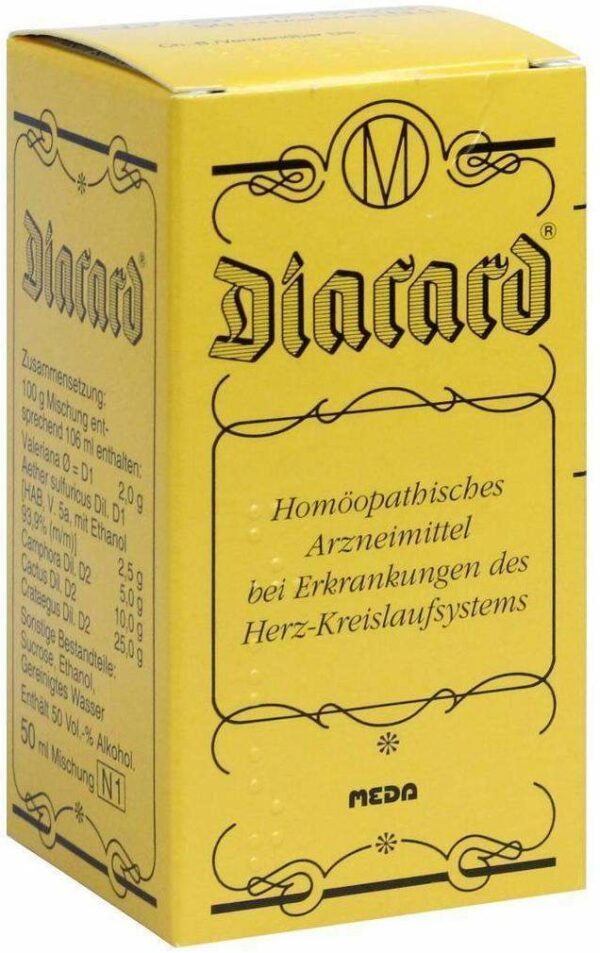 Ch.-B./Verwendbar bis:
M
Diacard®
Homöopathisches
Arzneimittel
bei Erkrankungen des
Herz-Kreislaufsystems
MEDA
Diacard®
Zusammensetzung:
100 g Mischung ent-
sprechend 106 ml enthalten:
Valeriana Ø = D1 2,0 g
Aether sulfuricus Dil. D1
[HAB, V. 5a, mit Ethanol
93,9% (m/m)] 2,5 g
Camphora Dil. D2 5,0 g
Cactus Dil. D2 10,0 g
Crataegus Dil. D2 25,0 g
Sonstige Bestandteile:
Sucrose, Ethanol,
Gereinigtes Wasser
Enthält 50 Vol.-% Alkohol.
50 ml Mischung N1